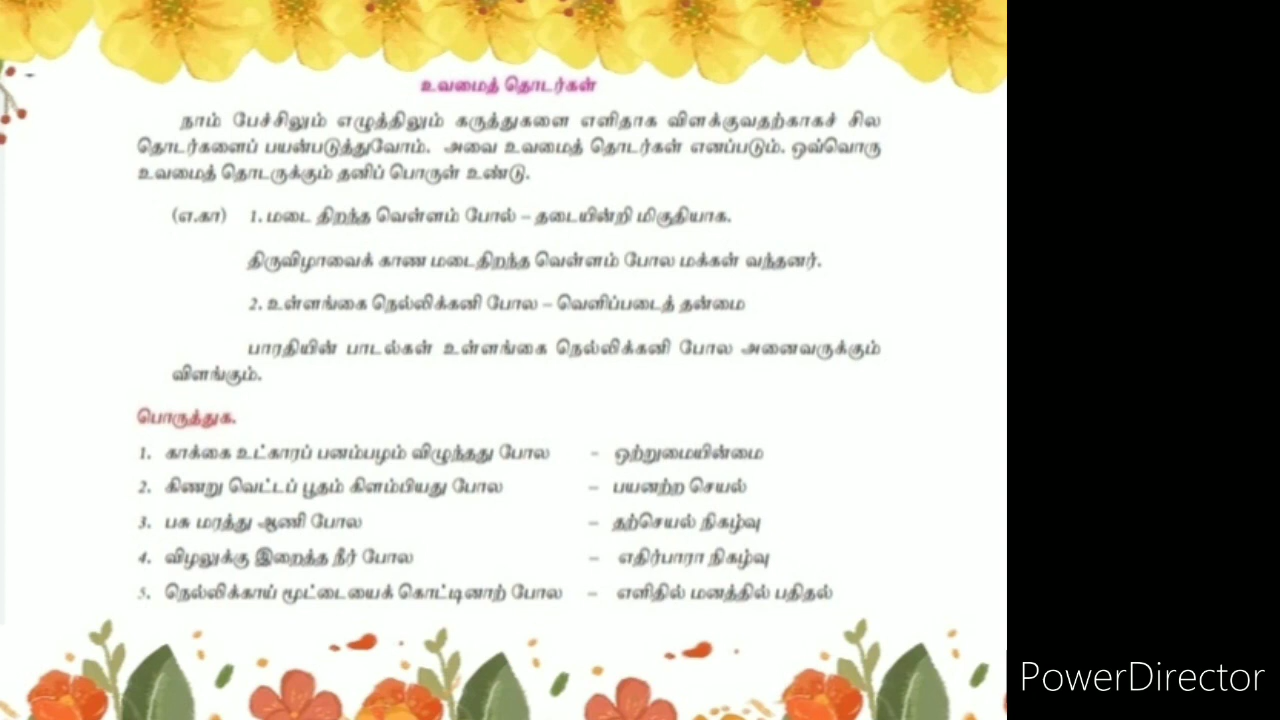 உவமைத் தொடர்கள்
நாம் பேச்சிலும் எழுத்திலும் கருத்துகளை எளிதாக விளக்குவதற்காகச் சில
தொடர்களைப் பயன்படுத்துவோம். அவை உவமைத் தொடர்கள் எனப்படும். ஒவ்வொரு
உவமைத் தொடருக்கும் தனிப் பொருள் உண்டு.
(எ.கா) 1. மடை திறந்த வெள்ளம் போல் – தடையின்றி மிகுதியாக.
திருவிழாவைக் காண மடைதிறந்த வெள்ளம் போல மக்கள் வந்தனர்.
2. உள்ளங்கை நெல்லிக்கனி போல – வெளிப்படைத் தன்மை
பாரதியின் பாடல்கள் உள்ளங்கை நெல்லிக்கனி போல அனைவருக்கும்
விளங்கும்.
பொருத்துக.
1. காக்கை உட்காரப் பனம்பழம் விழுந்தது போல - ஒற்றுமையின்மை
2. கிணறு வெட்டப் பூதம் கிளம்பியது போல – பயனற்ற செயல்
3. பசு மரத்து ஆணி போல – தற்செயல் நிகழ்வு
4. விழலுக்கு இறைத்த நீர் போல – எதிர்பாரா நிகழ்வு
5. நெல்லிக்காய் மூட்டையைக் கொட்டினாற் போல – எளிதில் மனத்தில் பதிதல்
PowerDirector